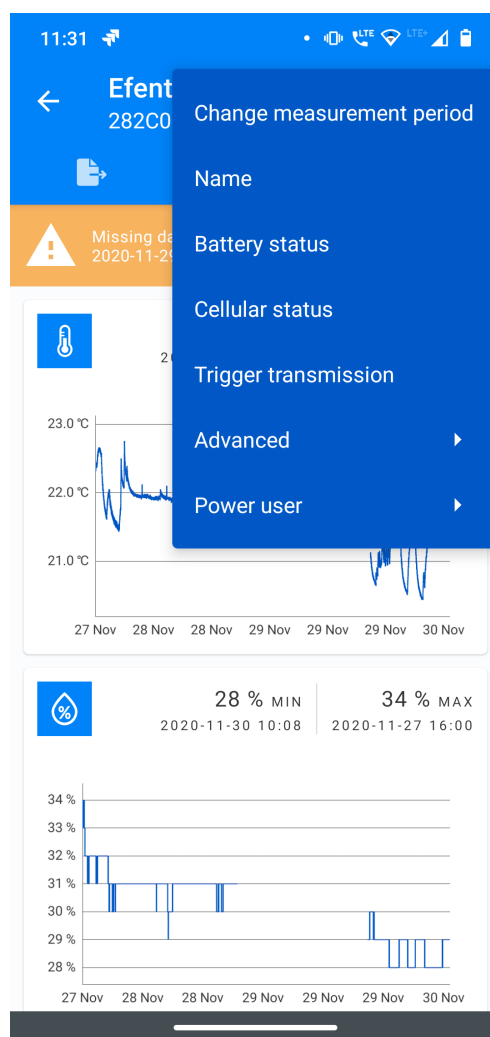 11:31
LTE LTE+
Efent
282C0
Change measurement period
Name
Battery status
Cellular status
Trigger transmission
Advanced
Power user
Missing da
2020-11-29
2
23.0 °C
22.0 °C
21.0 °C
27 Nov 28 Nov 28 Nov 29 Nov 29 Nov 29 Nov 30 Nov
%
28 % MIN
2020-11-30 10:08
34 % MAX
2020-11-27 16:00
34 %
33 %
32 %
31 %
30 %
29 %
28 %
27 Nov 28 Nov 28 Nov 29 Nov 29 Nov 29 Nov 30 Nov